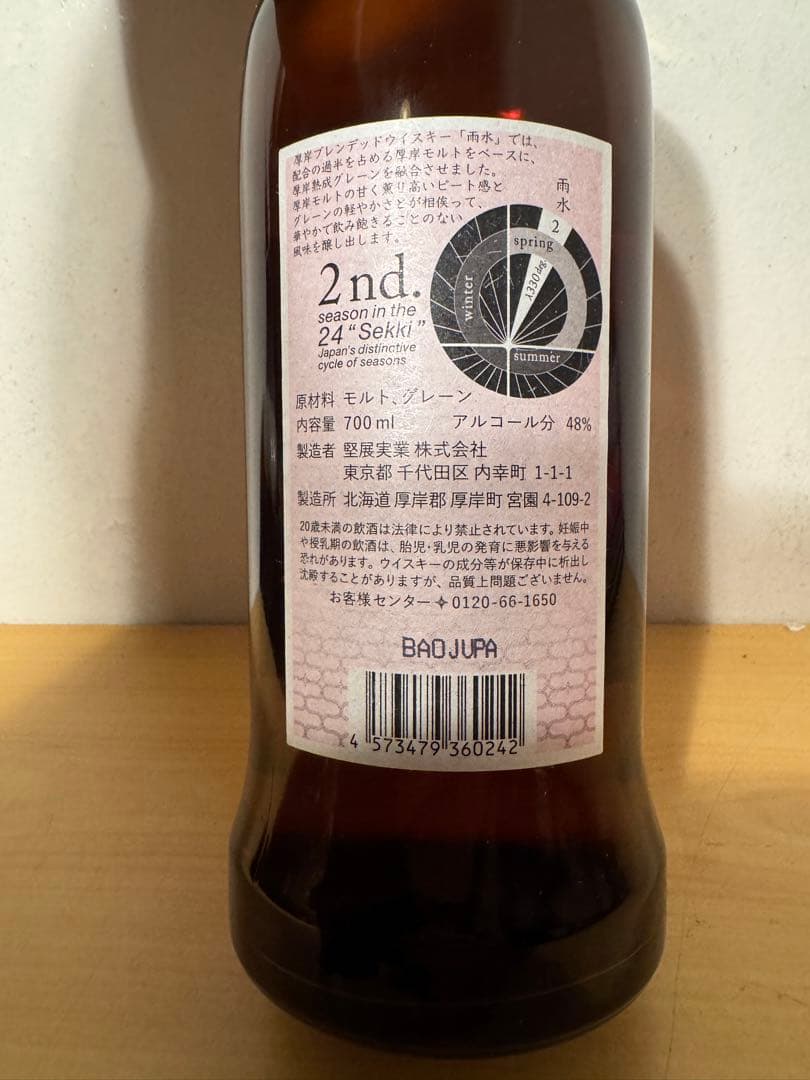 厚岸ブレンデッドウイスキー「雨水」では、
配合の過半を占める厚岸モルトをベースに、
厚岸熟成グレーンを融合させました。
厚岸モルトの甘く薫り高いピート感と
グレーンの軽やかさとが相俟って、
華やかで飲み飽きることのない
風味を醸し出します。
雨水
2
spring
winter
λ330deg.
summer
2nd.
season in the
24 “Sekki”
Japan's distinctive
cycle of seasons
原材料 モルト、グレーン
内容量 700ml アルコール分 48%
製造者 堅展実業 株式会社
東京都 千代田区 内幸町 1-1-1
製造所 北海道 厚岸郡 厚岸町 宮園 4-109-2
20歳未満の飲酒は法律により禁止されています。妊娠中
や授乳期の飲酒は、胎児・乳児の発育に悪影響を与える
恐れがあります。ウイスキーの成分等が保存中に析出し
沈殿することがありますが、品質上問題ございません。
お客様センター✦0120-66-1650
BAOJUPA
4 573479 360242